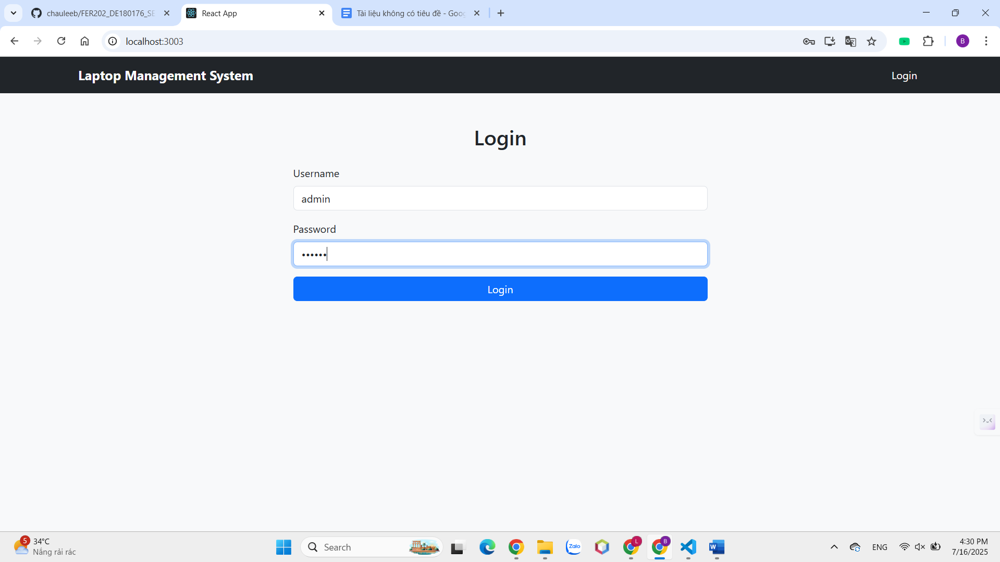 chauleeb/FER202_DE180176_SE
React App
Tài liệu không có tiêu đề - Goog
localhost:3003
B
Laptop Management System
Login
Login
Username
admin
Password
••••••
Login
5
34°C
Nắng rải rác
Search
Zalo
L
B
W
ENG
4:30 PM
7/16/2025